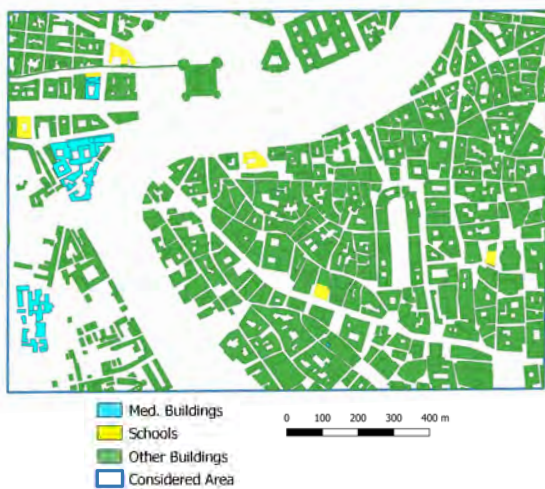 Med. Buildings
Schools
Other Buildings
Considered Area
0 100 200 300 400 m